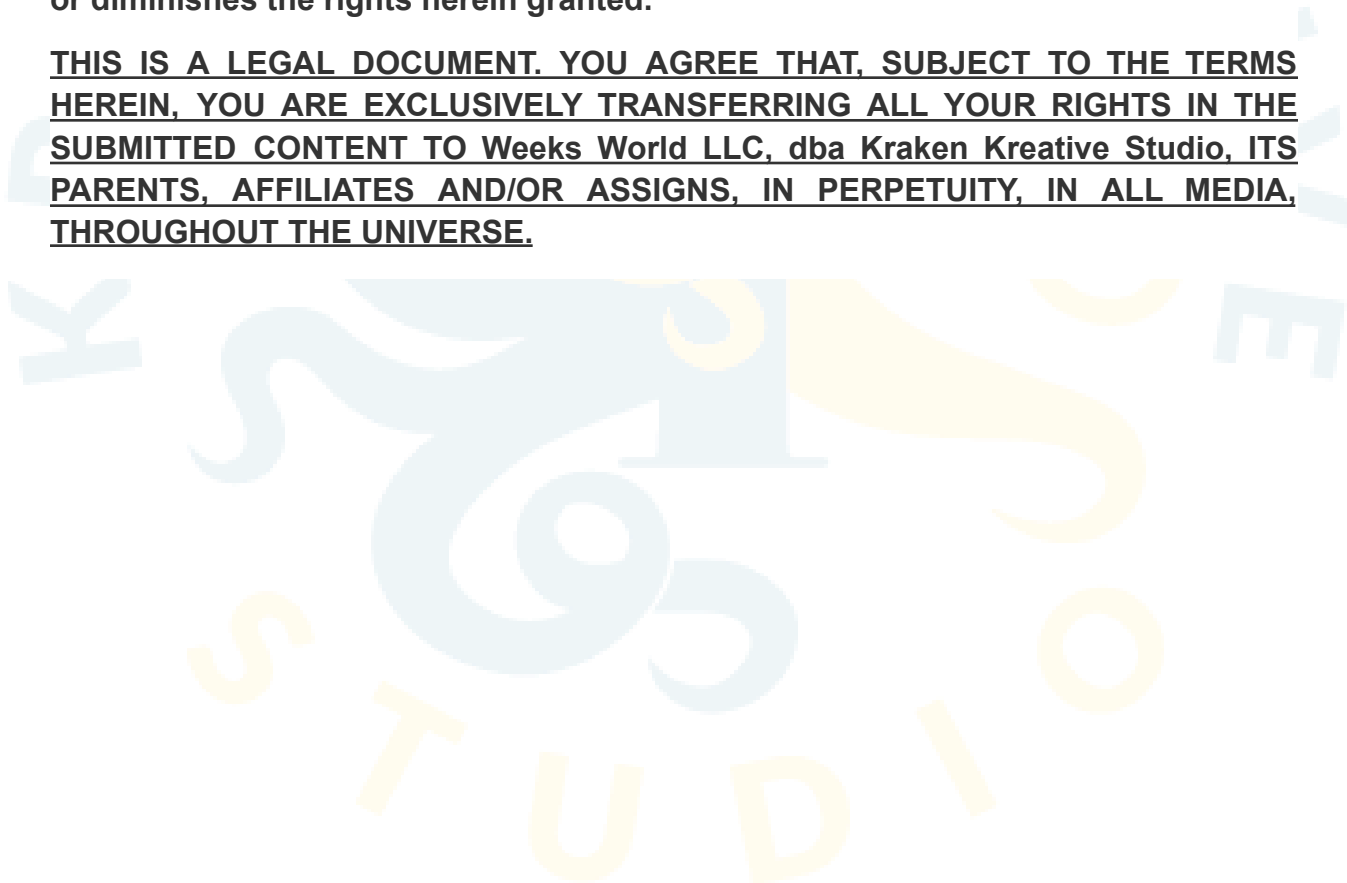 or diminishes the rights herein granted.
THIS IS A LEGAL DOCUMENT. YOU AGREE THAT, SUBJECT TO THE TERMS
HEREIN, YOU ARE EXCLUSIVELY TRANSFERRING ALL YOUR RIGHTS IN THE
SUBMITTED CONTENT TO Weeks World LLC, dba Kraken Kreative Studio, ITS
PARENTS, AFFILIATES AND/OR ASSIGNS, IN PERPETUITY, IN ALL MEDIA,
THROUGHOUT THE UNIVERSE.
K E
STUDIO